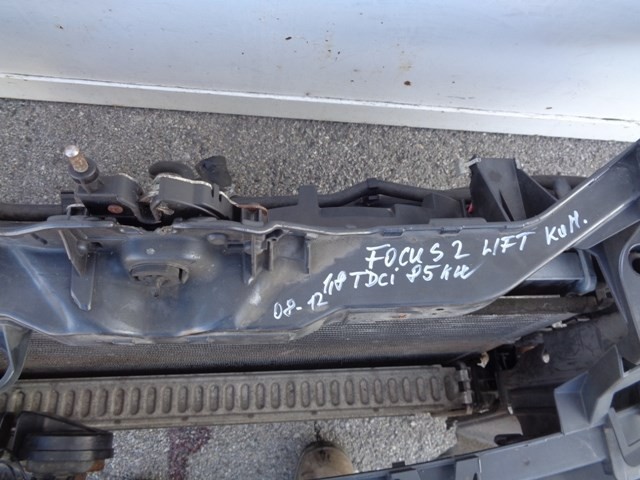 FOCUS 2 LIFT KOM.
1,8 TDCi 85 kW
08-12